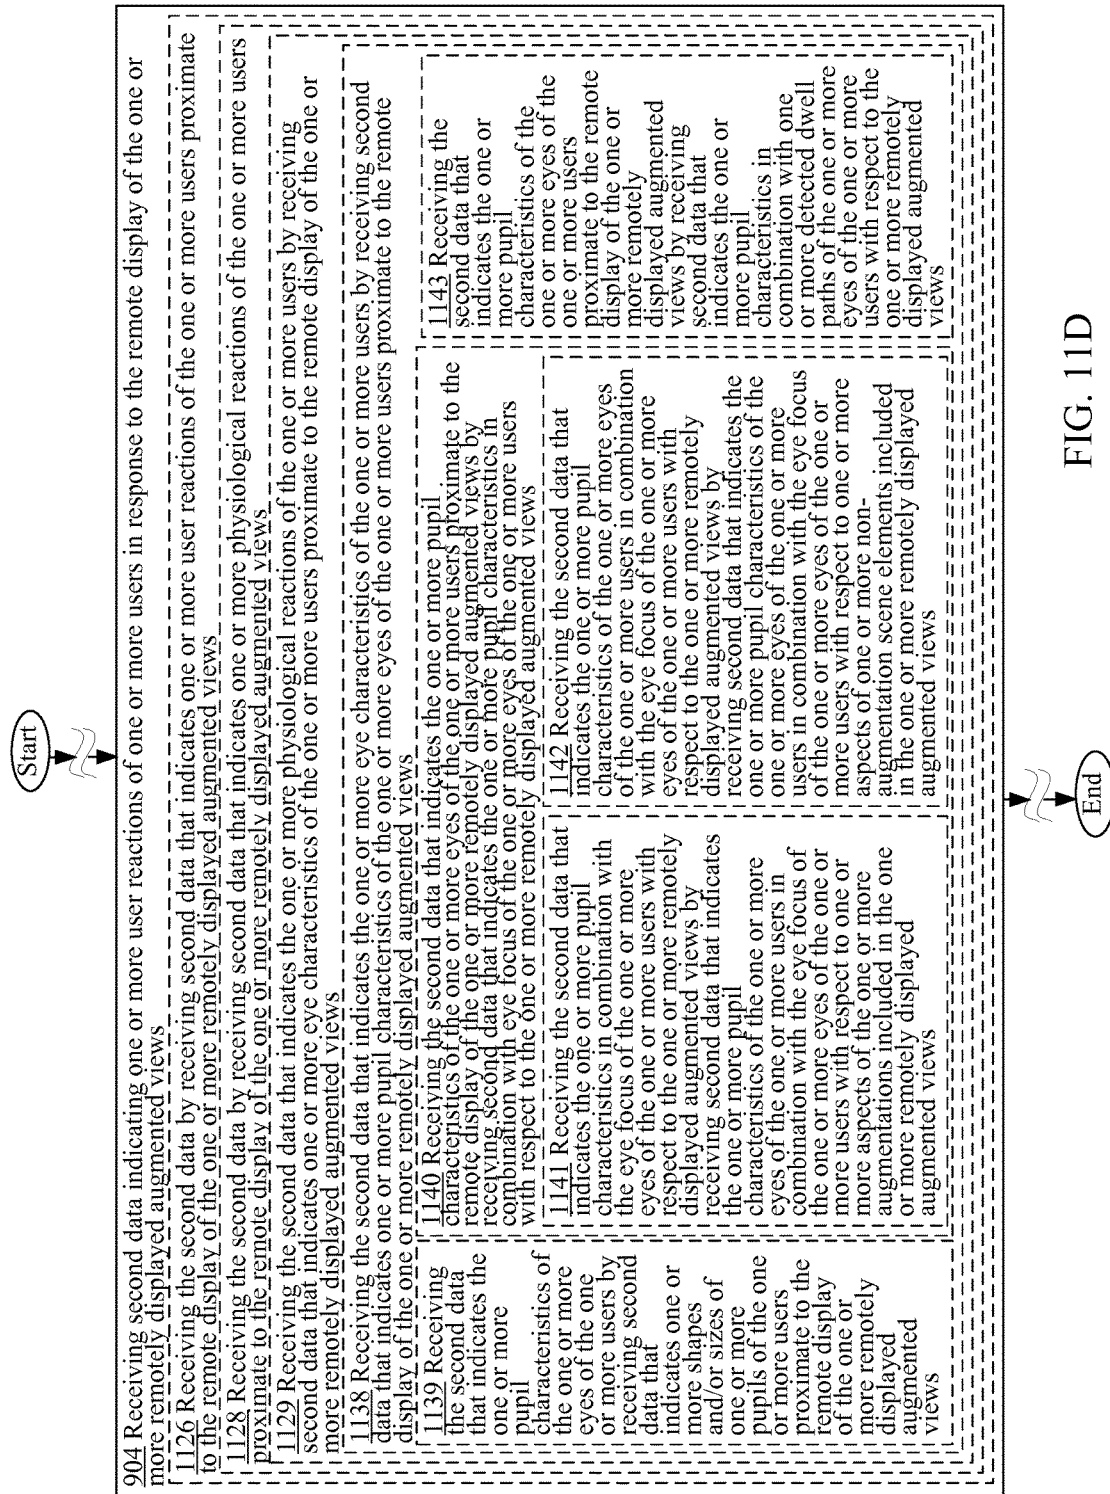 Start
904 Receiving second data indicating one or more user reactions of one or more users in response to the remote display of the one or
more remotely displayed augmented views
1126 Receiving the second data by receiving second data that indicates one or more user reactions of the one or more users proximate
to the remote display of the one or more remotely displayed augmented views
1128 Receiving the second data by receiving second data that indicates one or more physiological reactions of the one or more users
proximate to the remote display of the one or more remotely displayed augmented views
1129 Receiving the second data that indicates the one or more physiological reactions of the one or more users by receiving
second data that indicates one or more eye characteristics of the one or more users proximate to the remote display of the one or
more remotely displayed augmented views
1138 Receiving the second data that indicates the one or more eye characteristics of the one or more users by receiving second
data that indicates one or more pupil characteristics of the one or more eyes of the one or more users proximate to the remote
display of the one or more remotely displayed augmented views
1139 Receiving
the second data
that indicates the
one or more
pupil
characteristics of
the one or more
eyes of the one
or more users by
receiving second
data that
indicates one or
more shapes
and/or sizes of
one or more
pupils of the one
or more users
proximate to the
remote display
of the one or
more remotely
displayed
augmented
views
1140 Receiving the second data that indicates the one or more pupil
characteristics of the one or more eyes of the one or more users proximate to the
remote display of the one or more remotely displayed augmented views by
receiving second data that indicates the one or more pupil characteristics in
combination with eye focus of the one or more eyes of the one or more users
with respect to the one or more remotely displayed augmented views
1141 Receiving the second data that
indicates the one or more pupil
characteristics in combination with
the eye focus of the one or more
eyes of the one or more users with
respect to the one or more remotely
displayed augmented views by
receiving second data that indicates
the one or more pupil
characteristics of the one or more
eyes of the one or more users in
combination with the eye focus of
the one or more eyes of the one or
more users with respect to one or
more aspects of the one or more
augmentations included in the one
or more remotely displayed
augmented views
1142 Receiving the second data that
indicates the one or more pupil
characteristics of the one or more eyes
of the one or more users in combination
with the eye focus of the one or more
eyes of the one or more users with
respect to the one or more remotely
displayed augmented views by
receiving second data that indicates the
one or more pupil characteristics of the
one or more eyes of the one or more
users in combination with the eye focus
of the one or more eyes of the one or
more users with respect to one or more
aspects of one or more non-
augmentation scene elements included
in the one or more remotely displayed
augmented views
1143 Receiving the
second data that
indicates the one or
more pupil
characteristics of the
one or more eyes of the
one or more users
proximate to the remote
display of the one or
more remotely
displayed augmented
views by receiving
second data that
indicates the one or
more pupil
characteristics in
combination with one
or more detected dwell
paths of the one or more
eyes of the one or more
users with respect to the
one or more remotely
displayed augmented
views
End
FIG. 11D